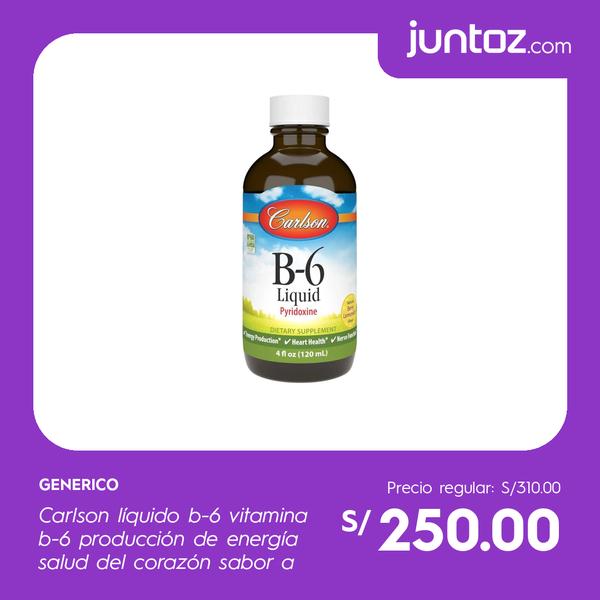 juntoz.com
Carlson.
B-6
Liquid
Pyridoxine
DIETARY SUPPLEMENT
Energy Production* ✓ Heart Health* ✓ Nerve
4 fl oz (120 mL)
GENERICO
Carlson líquido b-6 vitamina
b-6 producción de energía
salud del corazón sabor a
Precio regular: S/310.00
S/ 250.00